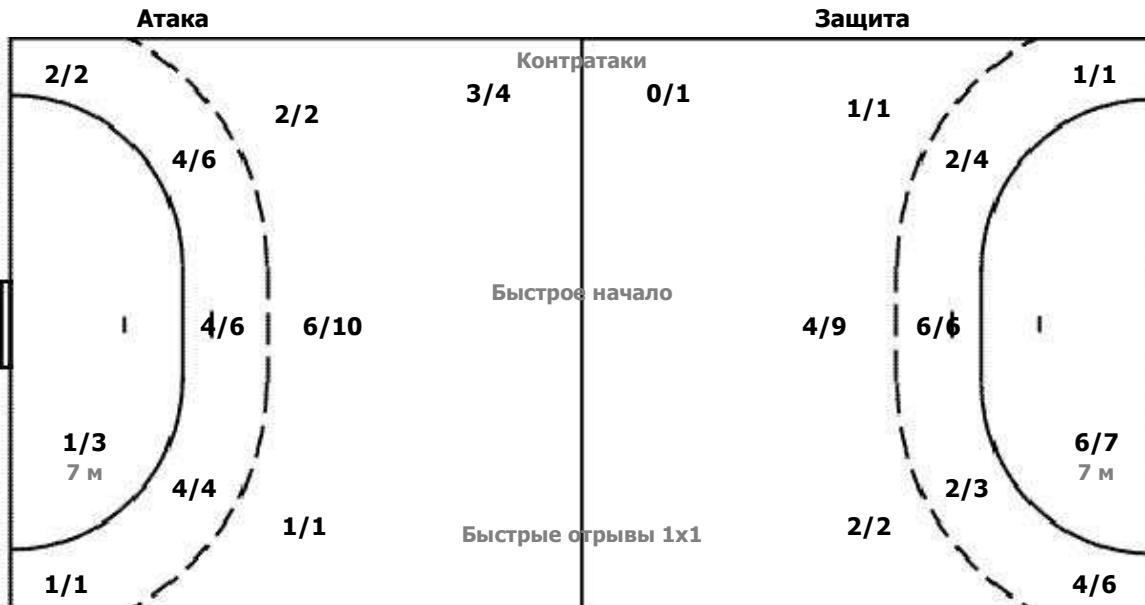 Атака Защита
Контратаки
2/2 1/1
3/4 0/1
2/2 1/1
4/6 2/4
Быстрое начало
4/6 6/10 4/9 6/6
1/3 6/7
7 м 7 м
4/4 2/3
1/1 Быстрые отрывы 1x1 2/2
1/1 4/6